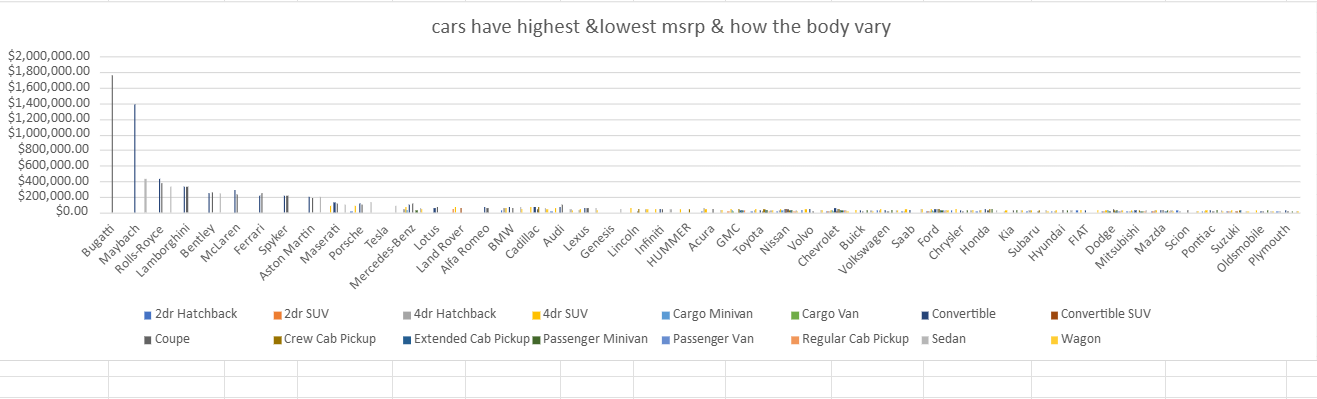 cars have highest &lowest msrp & how the body vary
$2,000,000.00
$1,800,000.00
$1,600,000.00
$1,400,000.00
$1,200,000.00
$1,000,000.00
$800,000.00
$600,000.00
$400,000.00
$200,000.00
$0.00
Bugatti
Maybach
Rolls-Royce
Lamborghini
Bentley
McLaren
Ferrari
Spyker
Aston Martin
Maserati
Porsche
Tesla
Mercedes-Benz
Lotus
Land Rover
Alfa Romeo
BMW
Cadillac
Audi
Lexus
Genesis
Lincoln
Infiniti
HUMMER
Acura
GMC
Toyota
Nissan
Volvo
Chevrolet
Buick
Volkswagen
Saab
Ford
Chrysler
Honda
Kia
Subaru
Hyundai
FIAT
Dodge
Mitsubishi
Mazda
Scion
Pontiac
Suzuki
Oldsmobile
Plymouth
2dr Hatchback 2dr SUV 4dr Hatchback 4dr SUV Cargo Minivan Cargo Van Convertible Convertible SUV
Coupe Crew Cab Pickup Extended Cab Pickup Passenger Minivan Passenger Van Regular Cab Pickup Sedan Wagon